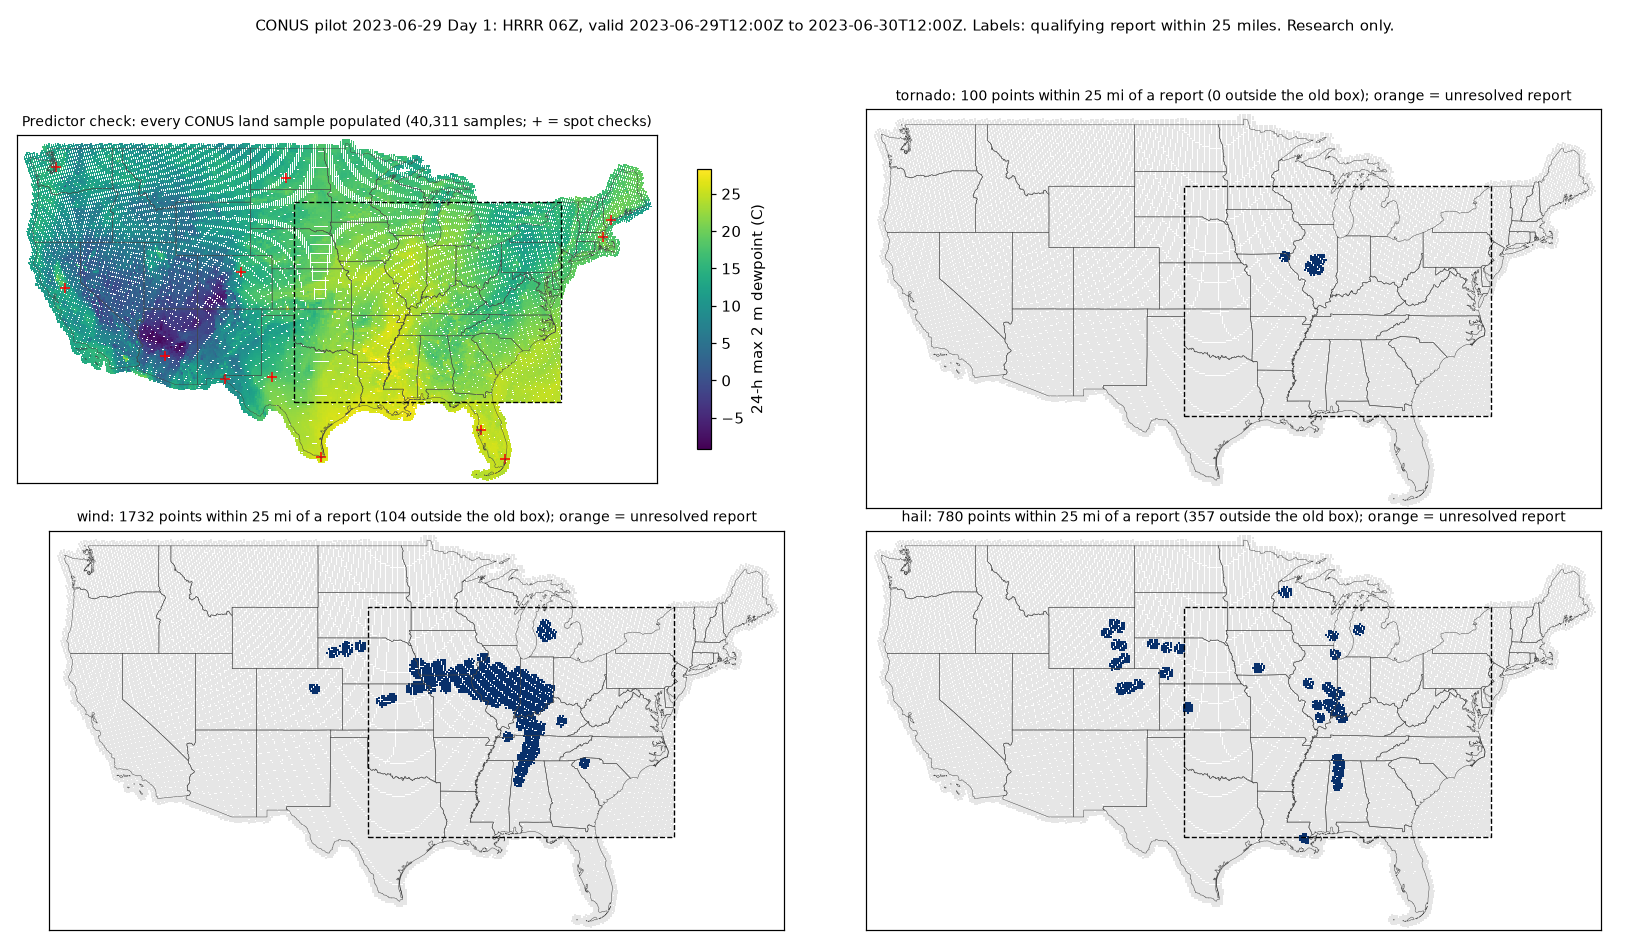 CONUS pilot 2023-06-29 Day 1: HRRR 06Z, valid 2023-06-29T12:00Z to 2023-06-30T12:00Z. Labels: qualifying report within 25 miles. Research only.
Predictor check: every CONUS land sample populated (40,311 samples; + = spot checks)
25
20
15
10
5
0
−5
24-h max 2 m dewpoint (C)
tornado: 100 points within 25 mi of a report (0 outside the old box); orange = unresolved report
wind: 1732 points within 25 mi of a report (104 outside the old box); orange = unresolved report
hail: 780 points within 25 mi of a report (357 outside the old box); orange = unresolved report